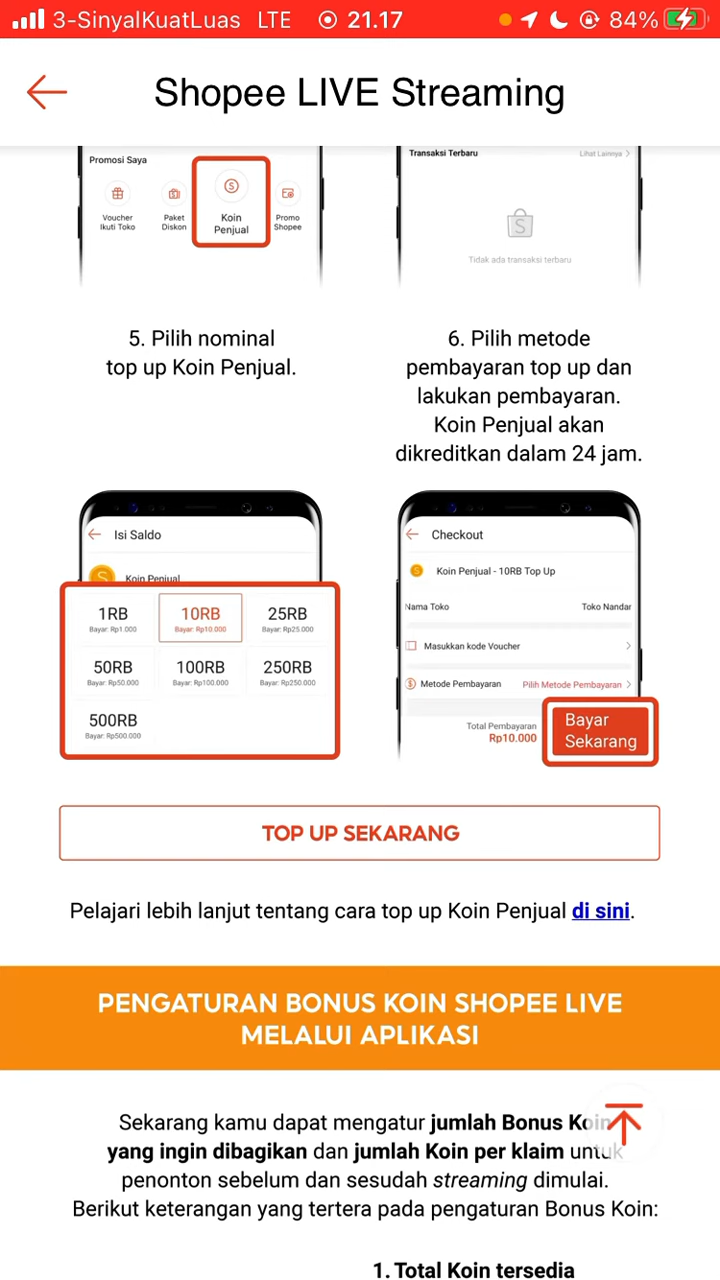 3-SinyalKuatLuas LTE 21.17 84%
Shopee LIVE Streaming
Promosi Saya
Voucher
Ikuti Toko
Paket
Diskon
Koin
Penjual
Promo
Shopee
Transaksi Terbaru Lihat Lainnya >
S
Tidak ada transaksi terbaru
5. Pilih nominal
top up Koin Penjual.
6. Pilih metode
pembayaran top up dan
lakukan pembayaran.
Koin Penjual akan
dikreditkan dalam 24 jam.
Isi Saldo
S Koin Penjual
1RB 10RB 25RB
Bayar: Rp1.000 Bayar: Rp10.000 Bayar: Rp25.000
50RB 100RB 250RB
Bayar: Rp50.000 Bayar: Rp100.000 Bayar: Rp250.000
500RB
Bayar: Rp500.000
Checkout
S Koin Penjual - 10RB Top Up
Nama Toko Toko Nandar
Masukkan kode Voucher >
Metode Pembayaran Pilih Metode Pembayaran >
Total Pembayaran
Rp10.000
Bayar
Sekarang
TOP UP SEKARANG
Pelajari lebih lanjut tentang cara top up Koin Penjual di sini.
PENGATURAN BONUS KOIN SHOPEE LIVE
MELALUI APLIKASI
Sekarang kamu dapat mengatur jumlah Bonus Koin
yang ingin dibagikan dan jumlah Koin per klaim untuk
penonton sebelum dan sesudah streaming dimulai.
Berikut keterangan yang tertera pada pengaturan Bonus Koin:
1. Total Koin tersedia